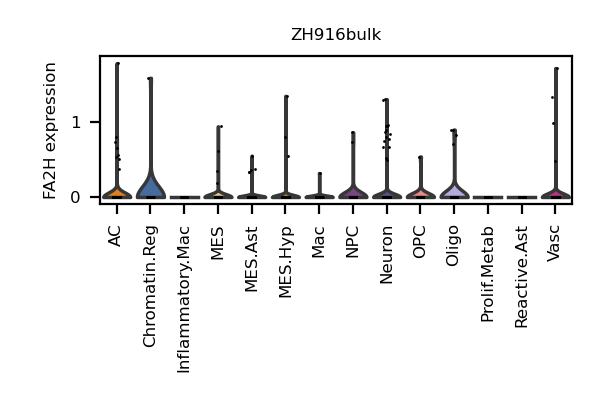 ZH916bulk
FA2H expression
1
0
AC
Chromatin.Reg
Inflammatory.Mac
MES
MES.Ast
MES.Hyp
Mac
NPC
Neuron
OPC
Oligo
Prolif.Metab
Reactive.Ast
Vasc